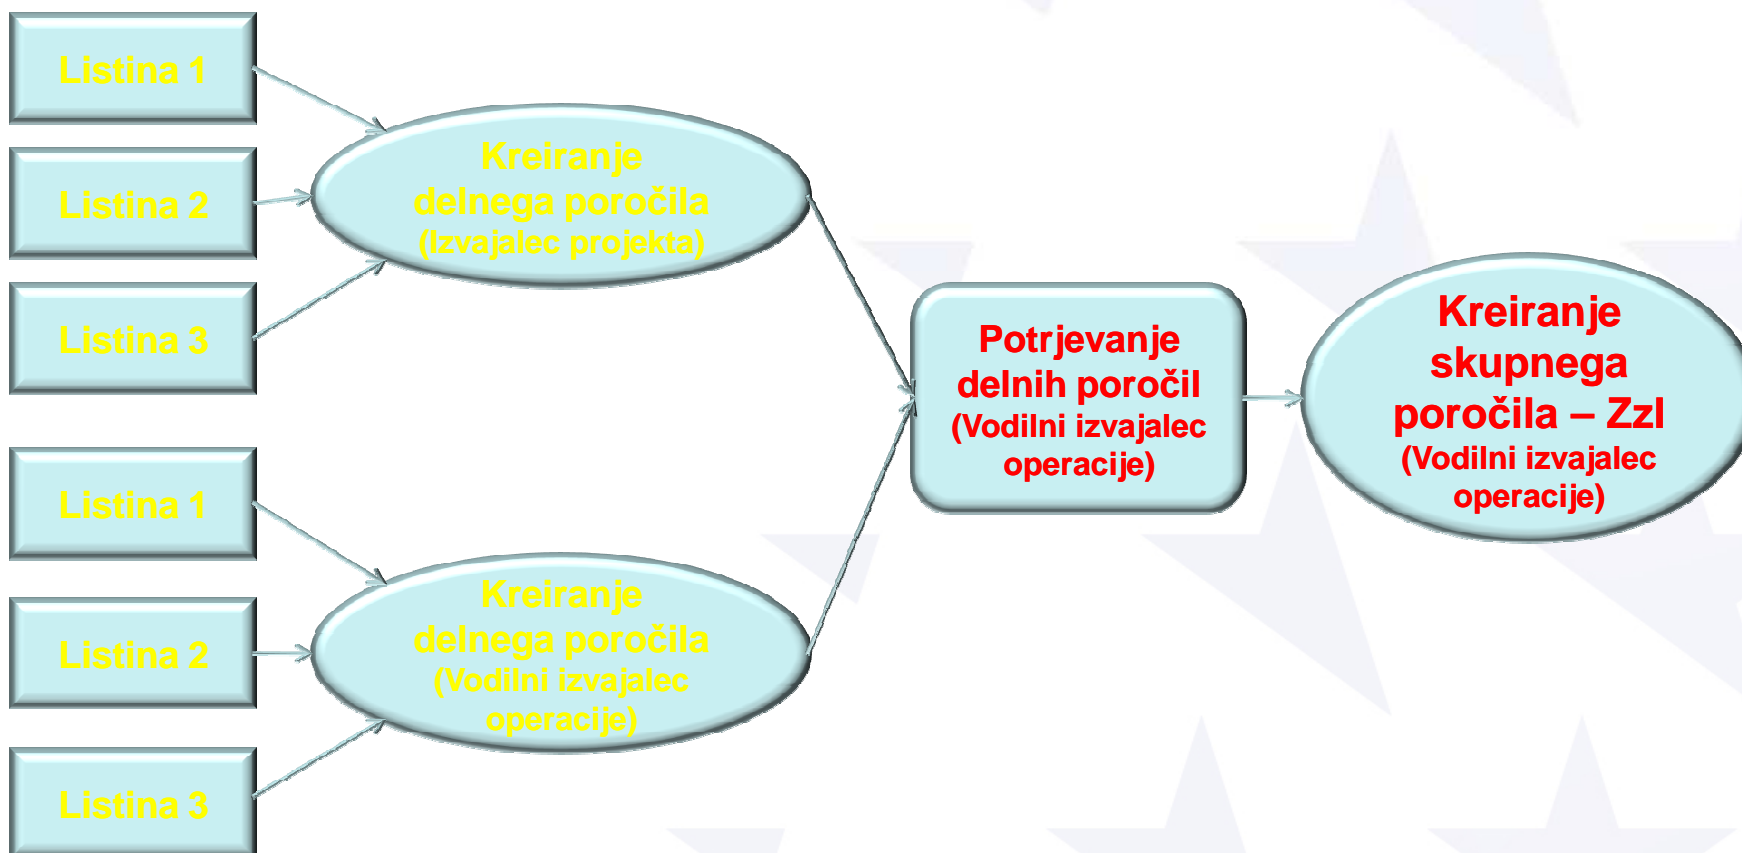 Listina 1
Listina 2
Listina 3
Kreiranje
delnega poročila
(Izvajalec projekta)
Listina 1
Listina 2
Listina 3
Kreiranje
delnega poročila
(Vodilni izvajalec
operacije)
Potrjevanje
delnih poročil
(Vodilni izvajalec
operacije)
Kreiranje
skupnega
poročila – ZzI
(Vodilni izvajalec
operacije)